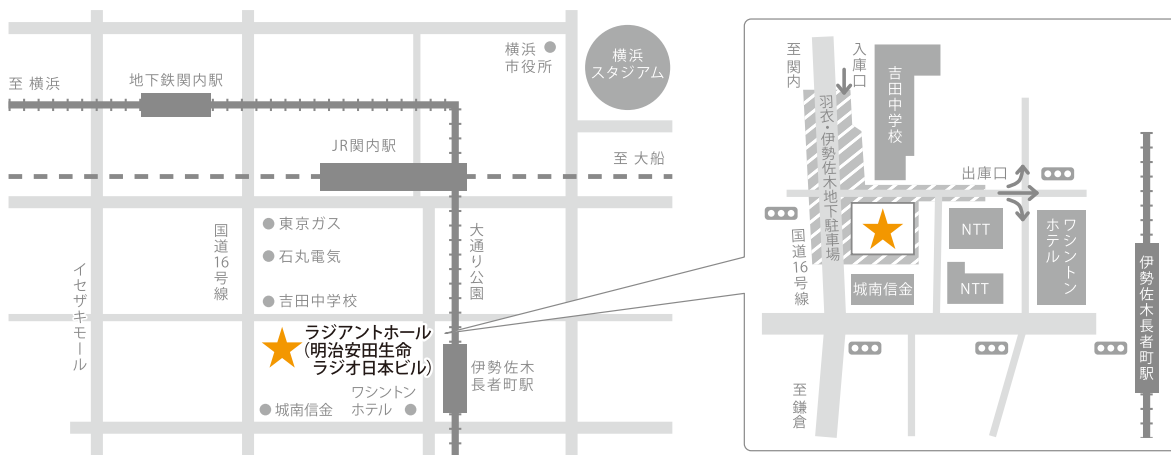 至 横浜
地下鉄関内駅
横浜
市役所
横浜
スタジアム
JR関内駅
至 大船
東京ガス
石丸電気
吉田中学校
国道16号線
大通り公園
イセザキモール
ラジアントホール
(明治安田生命
ラジオ日本ビル)
伊勢佐木
長者町駅
ワシントン
ホテル
城南信金
至関内
入庫口
吉田中学校
羽衣・伊勢佐木地下駐車場
出庫口
国道16号線
NTT
ワシントン
ホテル
城南信金
NTT
伊勢佐木長者町駅
至鎌倉